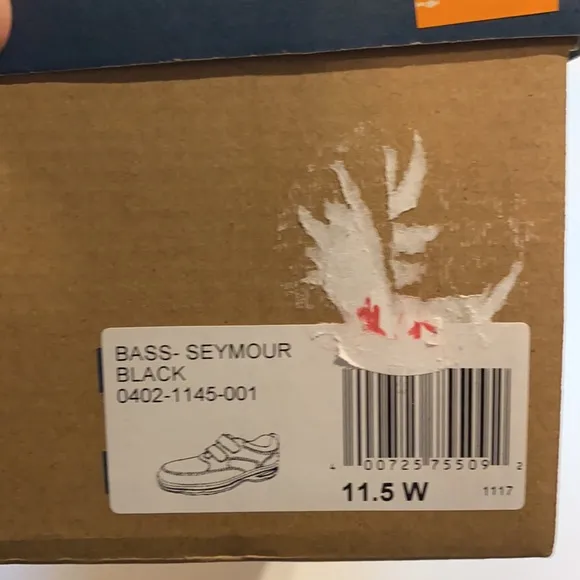 BASS- SEYMOUR
BLACK
0402-1145-001
4 00725 75509 2
11.5 W 1117